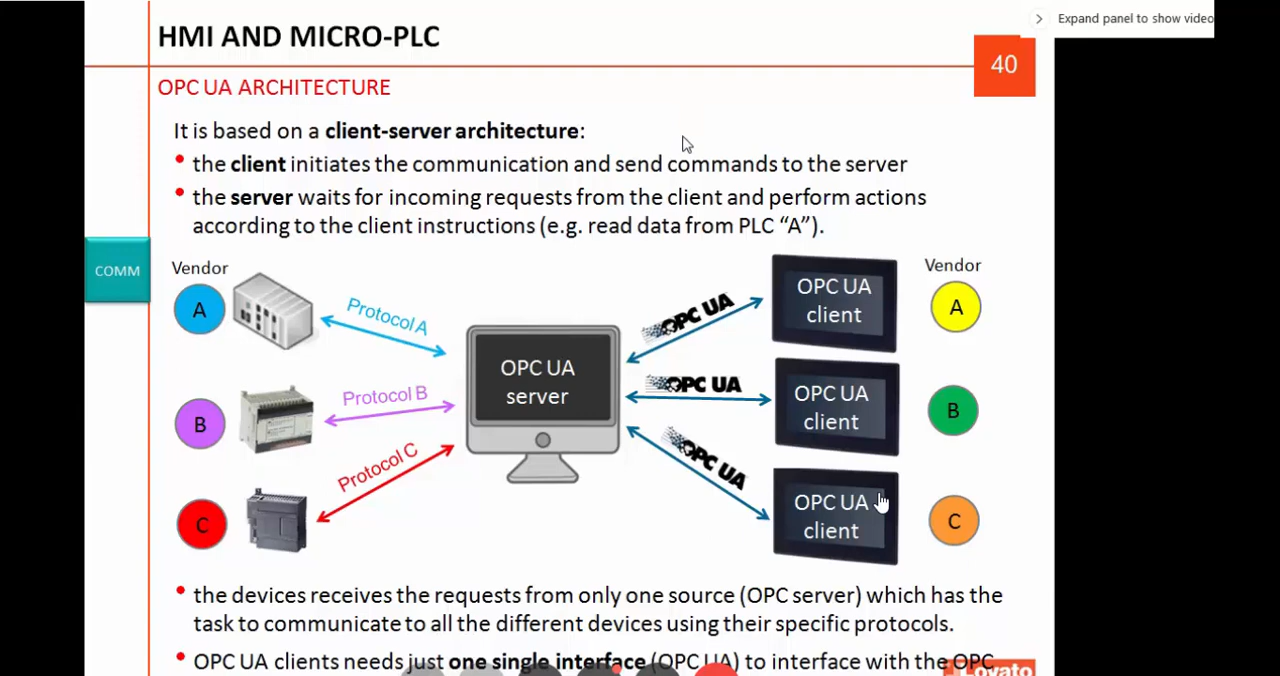 Expand panel to show video
HMI AND MICRO-PLC
40
OPC UA ARCHITECTURE
It is based on a client-server architecture:
• the client initiates the communication and send commands to the server
• the server waits for incoming requests from the client and perform actions
according to the client instructions (e.g. read data from PLC “A”).
COMM
Vendor
A
Protocol A
B
Protocol B
C
Protocol C
OPC UA
server
OPC UA
OPC UA
OPC UA
OPC UA
client
OPC UA
client
OPC UA
client
Vendor
A
B
C
• the devices receives the requests from only one source (OPC server) which has the
task to communicate to all the different devices using their specific protocols.
• OPC UA clients needs just one single interface (OPC UA) to interface with the OPC
Lovato